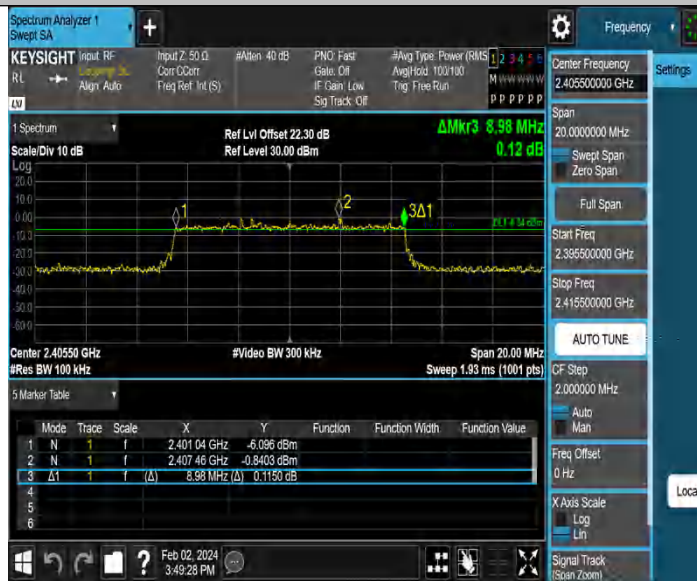 Spectrum Analyzer 1
Swept SA
Frequency
KEYSIGHT
Input: RF
Align: Auto
RL
Input Z: 50 Ω
Corr CCorr
Freq Ref: Int (S)
#Atten: 40 dB
PNO: Fast
Gate: Off
IF Gain: Low
Sig Track: Off
#Avg Type: Power (RMS
Avg|Hold: 100/100
Trig: Free Run
1 2 3 4 5 6
M W W W W W
P P P P P P
LXI
1 Spectrum
Scale/Div 10 dB
Log
Ref Lvl Offset 22.30 dB
Ref Level 30.00 dBm
ΔMkr3 8.98 MHz
0.12 dB
20.0
10.0
0.00
-10.0
-20.0
-30.0
-40.0
-50.0
-60.0
1
2
3Δ1
Center 2.40550 GHz
#Res BW 100 kHz
#Video BW 300 kHz
Span 20.00 MHz
Sweep 1.93 ms (1001 pts)
5 Marker Table
Mode Trace Scale X Y Function Function Width Function Value
1 N 1 f 2.401 04 GHz -6.096 dBm
2 N 1 f 2.407 46 GHz -0.8403 dBm
3 Δ1 1 f (Δ) 8.98 MHz (Δ) 0.1150 dB
4
5
6
?
Feb 02, 2024
3:49:28 PM
Center Frequency
2.405500000 GHz
Settings
Span
20.0000000 MHz
Swept Span
Zero Span
Full Span
Start Freq
2.395500000 GHz
Stop Freq
2.415500000 GHz
AUTO TUNE
CF Step
2.000000 MHz
Auto
Man
Freq Offset
0 Hz
Loca
X Axis Scale
Log
Lin
Signal Track
(Span Zoom)